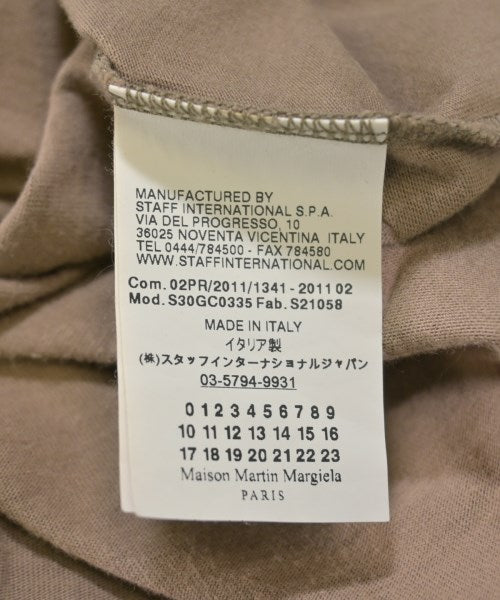 MANUFACTURED BY
STAFF INTERNATIONAL S.P.A.
VIA DEL PROGRESSO, 10
36025 NOVENTA VICENTINA ITALY
TEL 0444/784500 - FAX 784580
WWW.STAFFINTERNATIONAL.COM
Com. 02PR/2011/1341 - 2011 02
Mod. S30GC0335 Fab. S21058
MADE IN ITALY
イタリア製
(株)スタッフインターナショナルジャパン
03-5794-9931
0 1 2 3 4 5 6 7 8 9
10 11 12 13 14 15 16
17 18 19 20 21 22 23
Maison Martin Margiela
PARIS